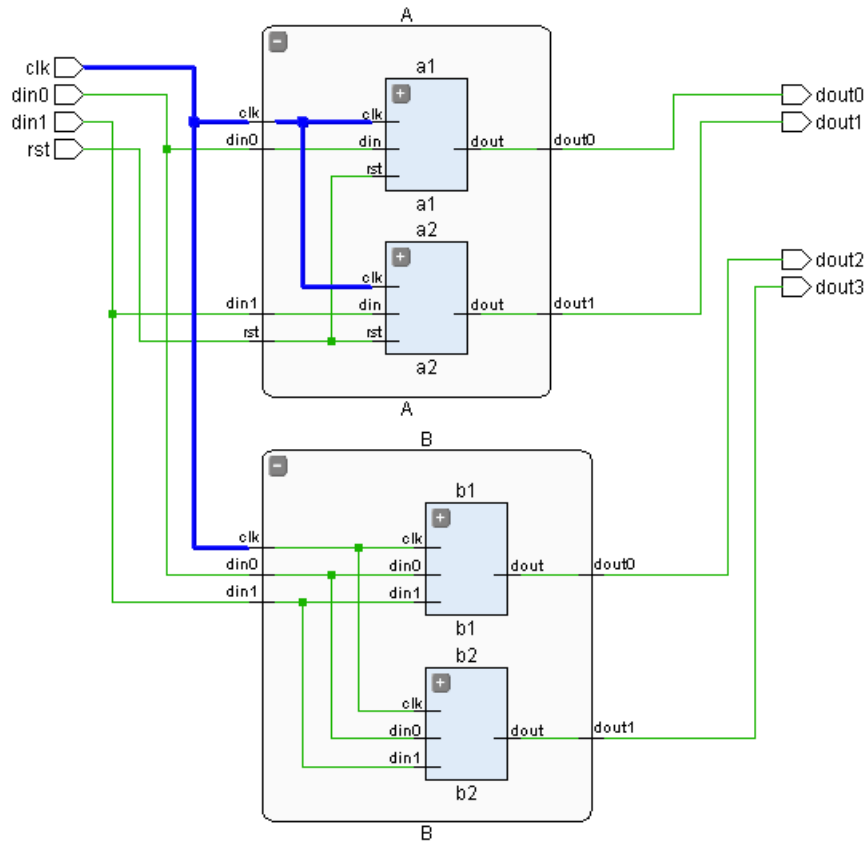 A
clk
din0
din1
rst
a1
clk clk
din0 din dout dout0
rst
a1
dout0
dout1
a2
clk
din1 din dout dout1
rst rst
a2
A
dout2
dout3
B
b1
clk clk
din0 din0 dout dout0
din1 din1
b1
b2
clk
din0 dout dout1
din1
b2
B